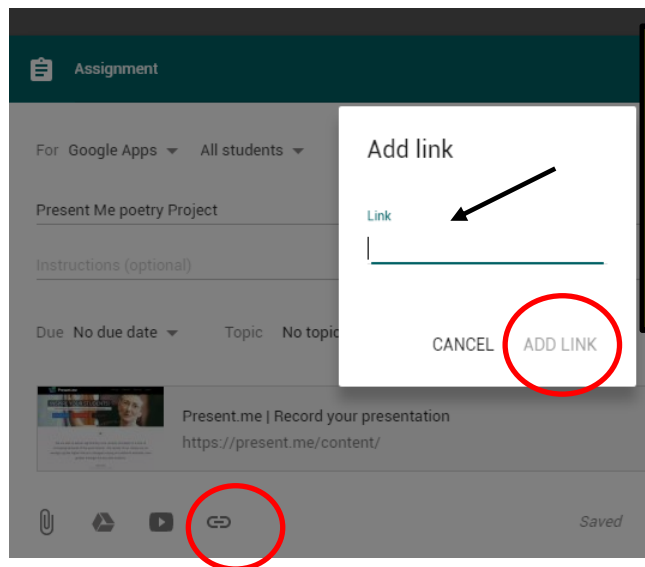 Assignment
For Google Apps All students
Present Me poetry Project
Instructions (optional)
Due No due date Topic No topic
Present.me | Record your presentation
https://present.me/content/
Saved
Add link
Link
CANCEL ADD LINK